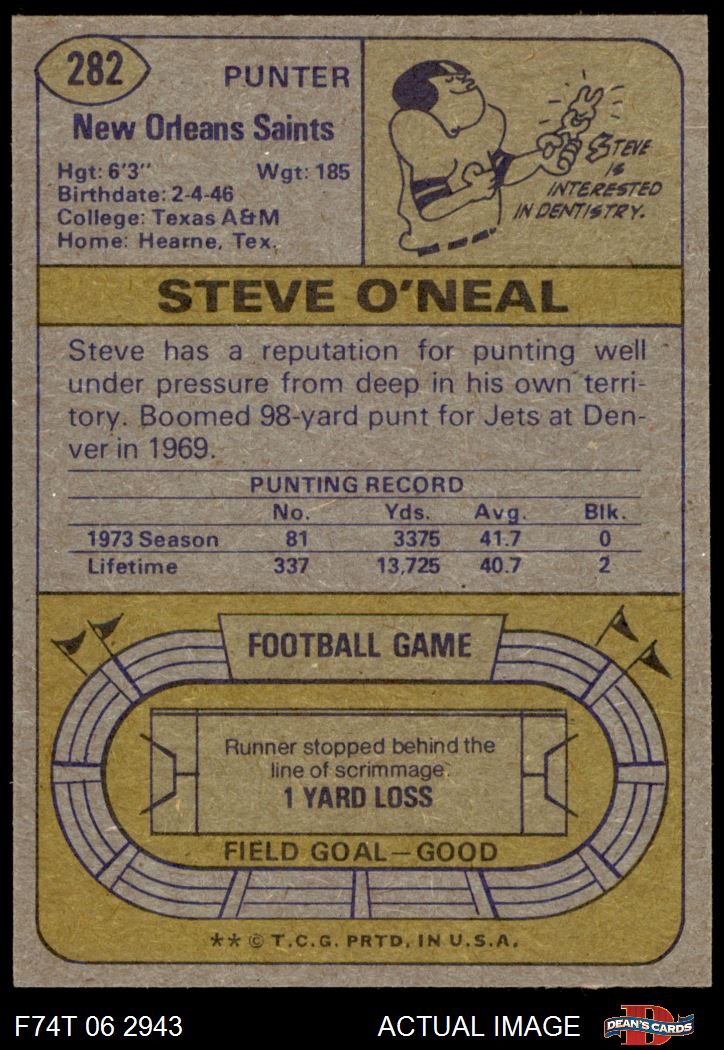 282
PUNTER
New Orleans Saints
Hgt: 6'3" Wgt: 185
Birthdate: 2-4-46
College: Texas A&M
Home: Hearne, Tex.
STEVE
IS
INTERESTED
IN DENTISTRY.
STEVE O'NEAL
Steve has a reputation for punting well
under pressure from deep in his own terri-
tory. Boomed 98-yard punt for Jets at Den-
ver in 1969.
PUNTING RECORD
No. Yds. Avg. Blk.
1973 Season 81 3375 41.7 0
Lifetime 337 13,725 40.7 2
FOOTBALL GAME
Runner stopped behind the
line of scrimmage.
1 YARD LOSS
FIELD GOAL—GOOD
** © T.C.G. PRTD. IN U.S.A.
F74T 06 2943 ACTUAL IMAGE
D
DEAN'S CARDS